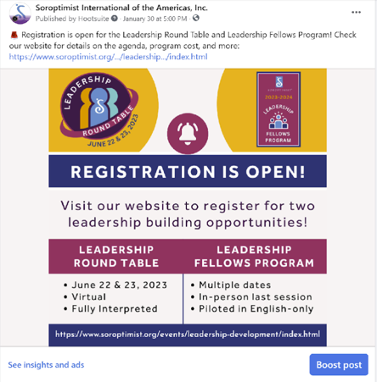 Soroptimist International of the Americas, Inc.
Published by Hootsuite · January 30 at 5:00 PM ·
Registration is open for the Leadership Round Table and Leadership Fellows Program! Check
our website for details on the agenda, program cost, and more:
https://www.soroptimist.org/.../leadership.../index.html
LEADERSHIP
ROUND TABLE
JUNE 22 & 23, 2023
2023-2025
LEADERSHIP
FELLOWS
PROGRAM
REGISTRATION IS OPEN!
Visit our website to register for two
leadership building opportunities!
LEADERSHIP
ROUND TABLE
• June 22 & 23, 2023
• Virtual
• Fully Interpreted
LEADERSHIP
FELLOWS PROGRAM
• Multiple dates
• In-person last session
• Piloted in English-only
https://www.soroptimist.org/events/leadership-development/index.html
See insights and ads
Boost post